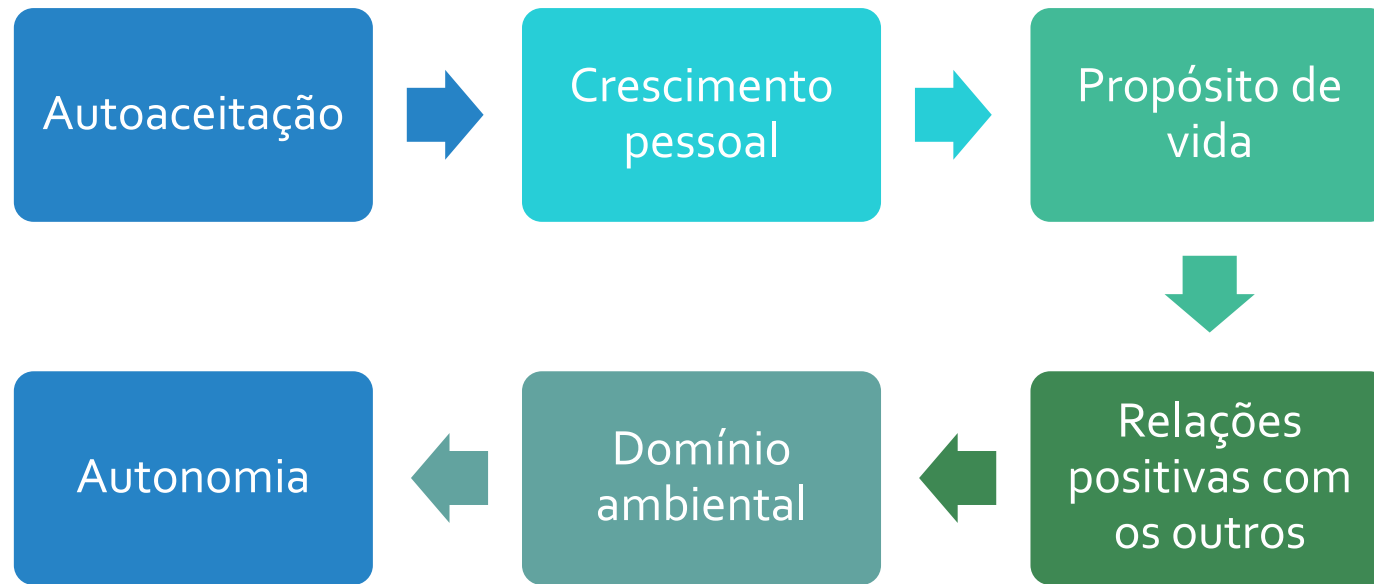 Autoaceitação
Crescimento
pessoal
Propósito de
vida
Relações
positivas com
os outros
Domínio
ambiental
Autonomia